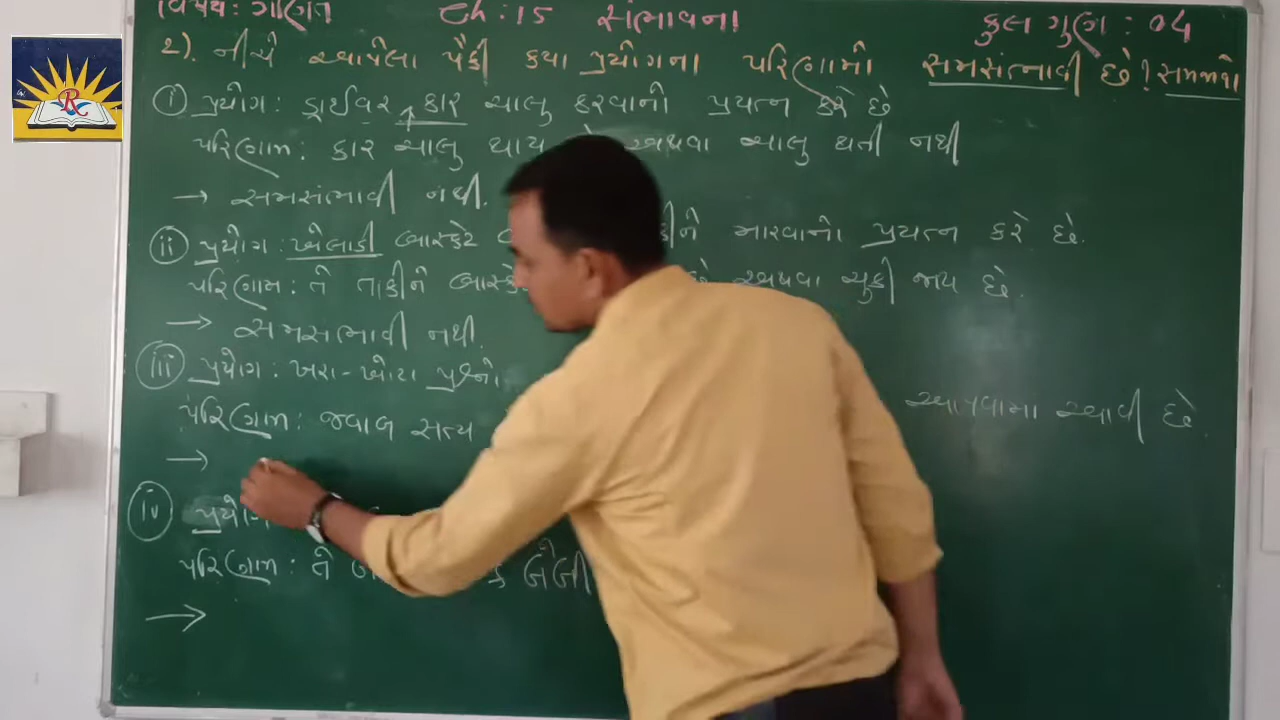 વિષય: ગણિત Ch: 15 સંભાવના કુલ ગુણ: 04
૨). નીચે આપેલા પૈકી કયા પ્રયોગના પરિણામો સમસંભાવી છે! સમજાવો
i પ્રયોગ: ડ્રાઈવર કાર ચાલુ કરવાનો પ્રયત્ન કરે છે
પરિણામ: કાર ચાલુ થાય અથવા ચાલુ થતી નથી
→ સમસંભાવી નથી.
ii પ્રયોગ: ખેલાડી બાસ્કેટ મારવાનો પ્રયત્ન કરે છે.
પરિણામ: તે તાકીને અથવા ચુકી જાય છે.
→ સમસંભાવી નથી.
iii પ્રયોગ: ખરા-ખોટા પ્રશ્નો
પરિણામ: જવાબ સત્ય આપવામાં આવી છે.
→
iv પ્રયોગ
પરિણામ: તે બેબી
→